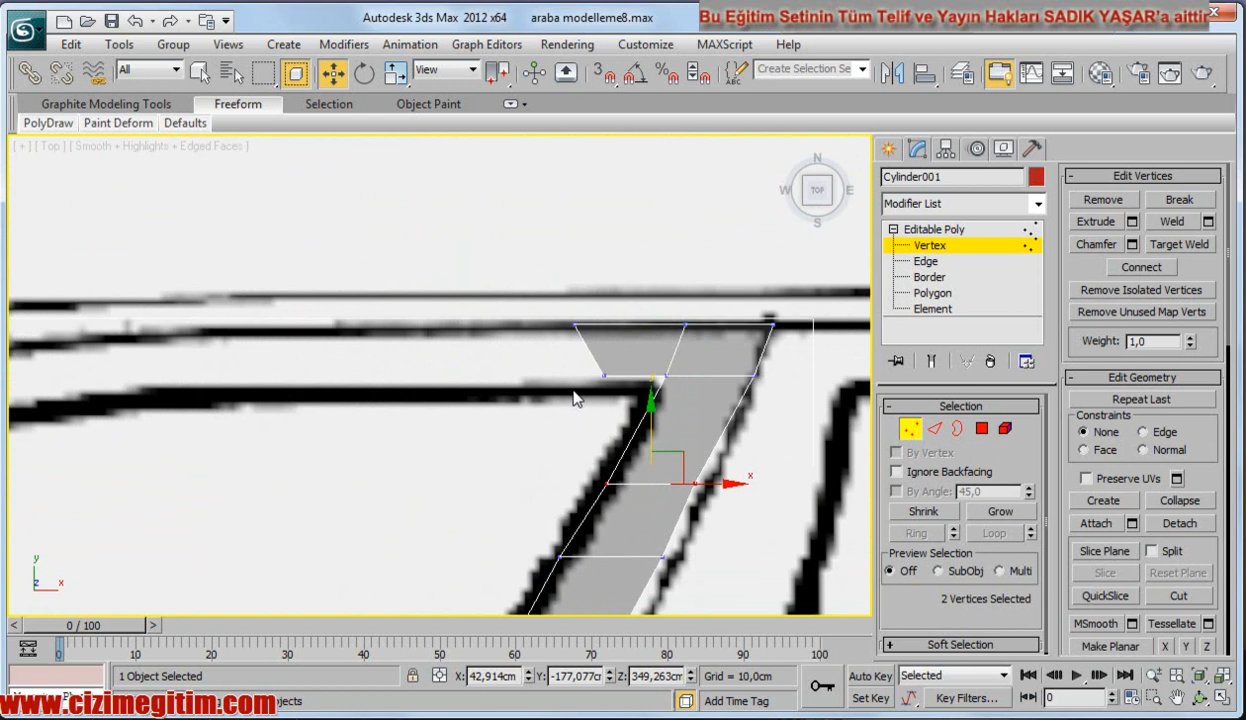 Autodesk 3ds Max 2012 x64 araba modelleme8.max
Bu Eğitim Setinin Tüm Telif ve Yayın Hakları SADIK YAŞAR'a aittir
Edit Tools Group Views Create Modifiers Animation Graph Editors Rendering Customize MAXScript Help
All View 3 Create Selection Se
Graphite Modeling Tools Freeform Selection Object Paint
PolyDraw Paint Deform Defaults
[ + ] [ Top ] [ Smooth + Highlights + Edged Faces ]
N
W TOP E
S
x
y
z x
Cylinder001
Modifier List
Editable Poly
Vertex
Edge
Border
Polygon
Element
- Selection
By Vertex
Ignore Backfacing
By Angle: 45,0
Shrink Grow
Ring Loop
Preview Selection
Off SubObj Multi
2 Vertices Selected
+ Soft Selection
- Edit Vertices
Remove Break
Extrude Weld
Chamfer Target Weld
Connect
Remove Isolated Vertices
Remove Unused Map Verts
Weight: 1,0
- Edit Geometry
Repeat Last
Constraints
None Edge
Face Normal
Preserve UVs
Create Collapse
Attach Detach
Slice Plane Split
Slice Reset Plane
QuickSlice Cut
MSmooth Tessellate
Make Planar X Y Z
< 0 / 100 >
10 20 30 40 50 60 70 80 90 100
1 Object Selected X: 42,914cm Y: -177,077cm Z: 349,263cm Grid = 10,0cm
Add Time Tag
Auto Key Selected
Set Key Key Filters... 0
www.cizimegitim.com